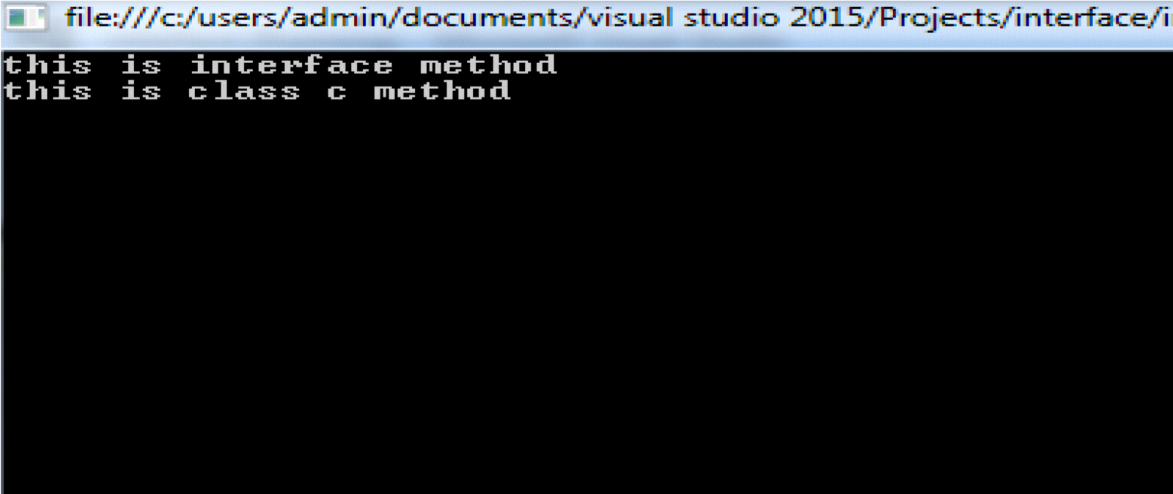 file:///c:/users/admin/documents/visual studio 2015/Projects/interface/i
this is interface method
this is class c method